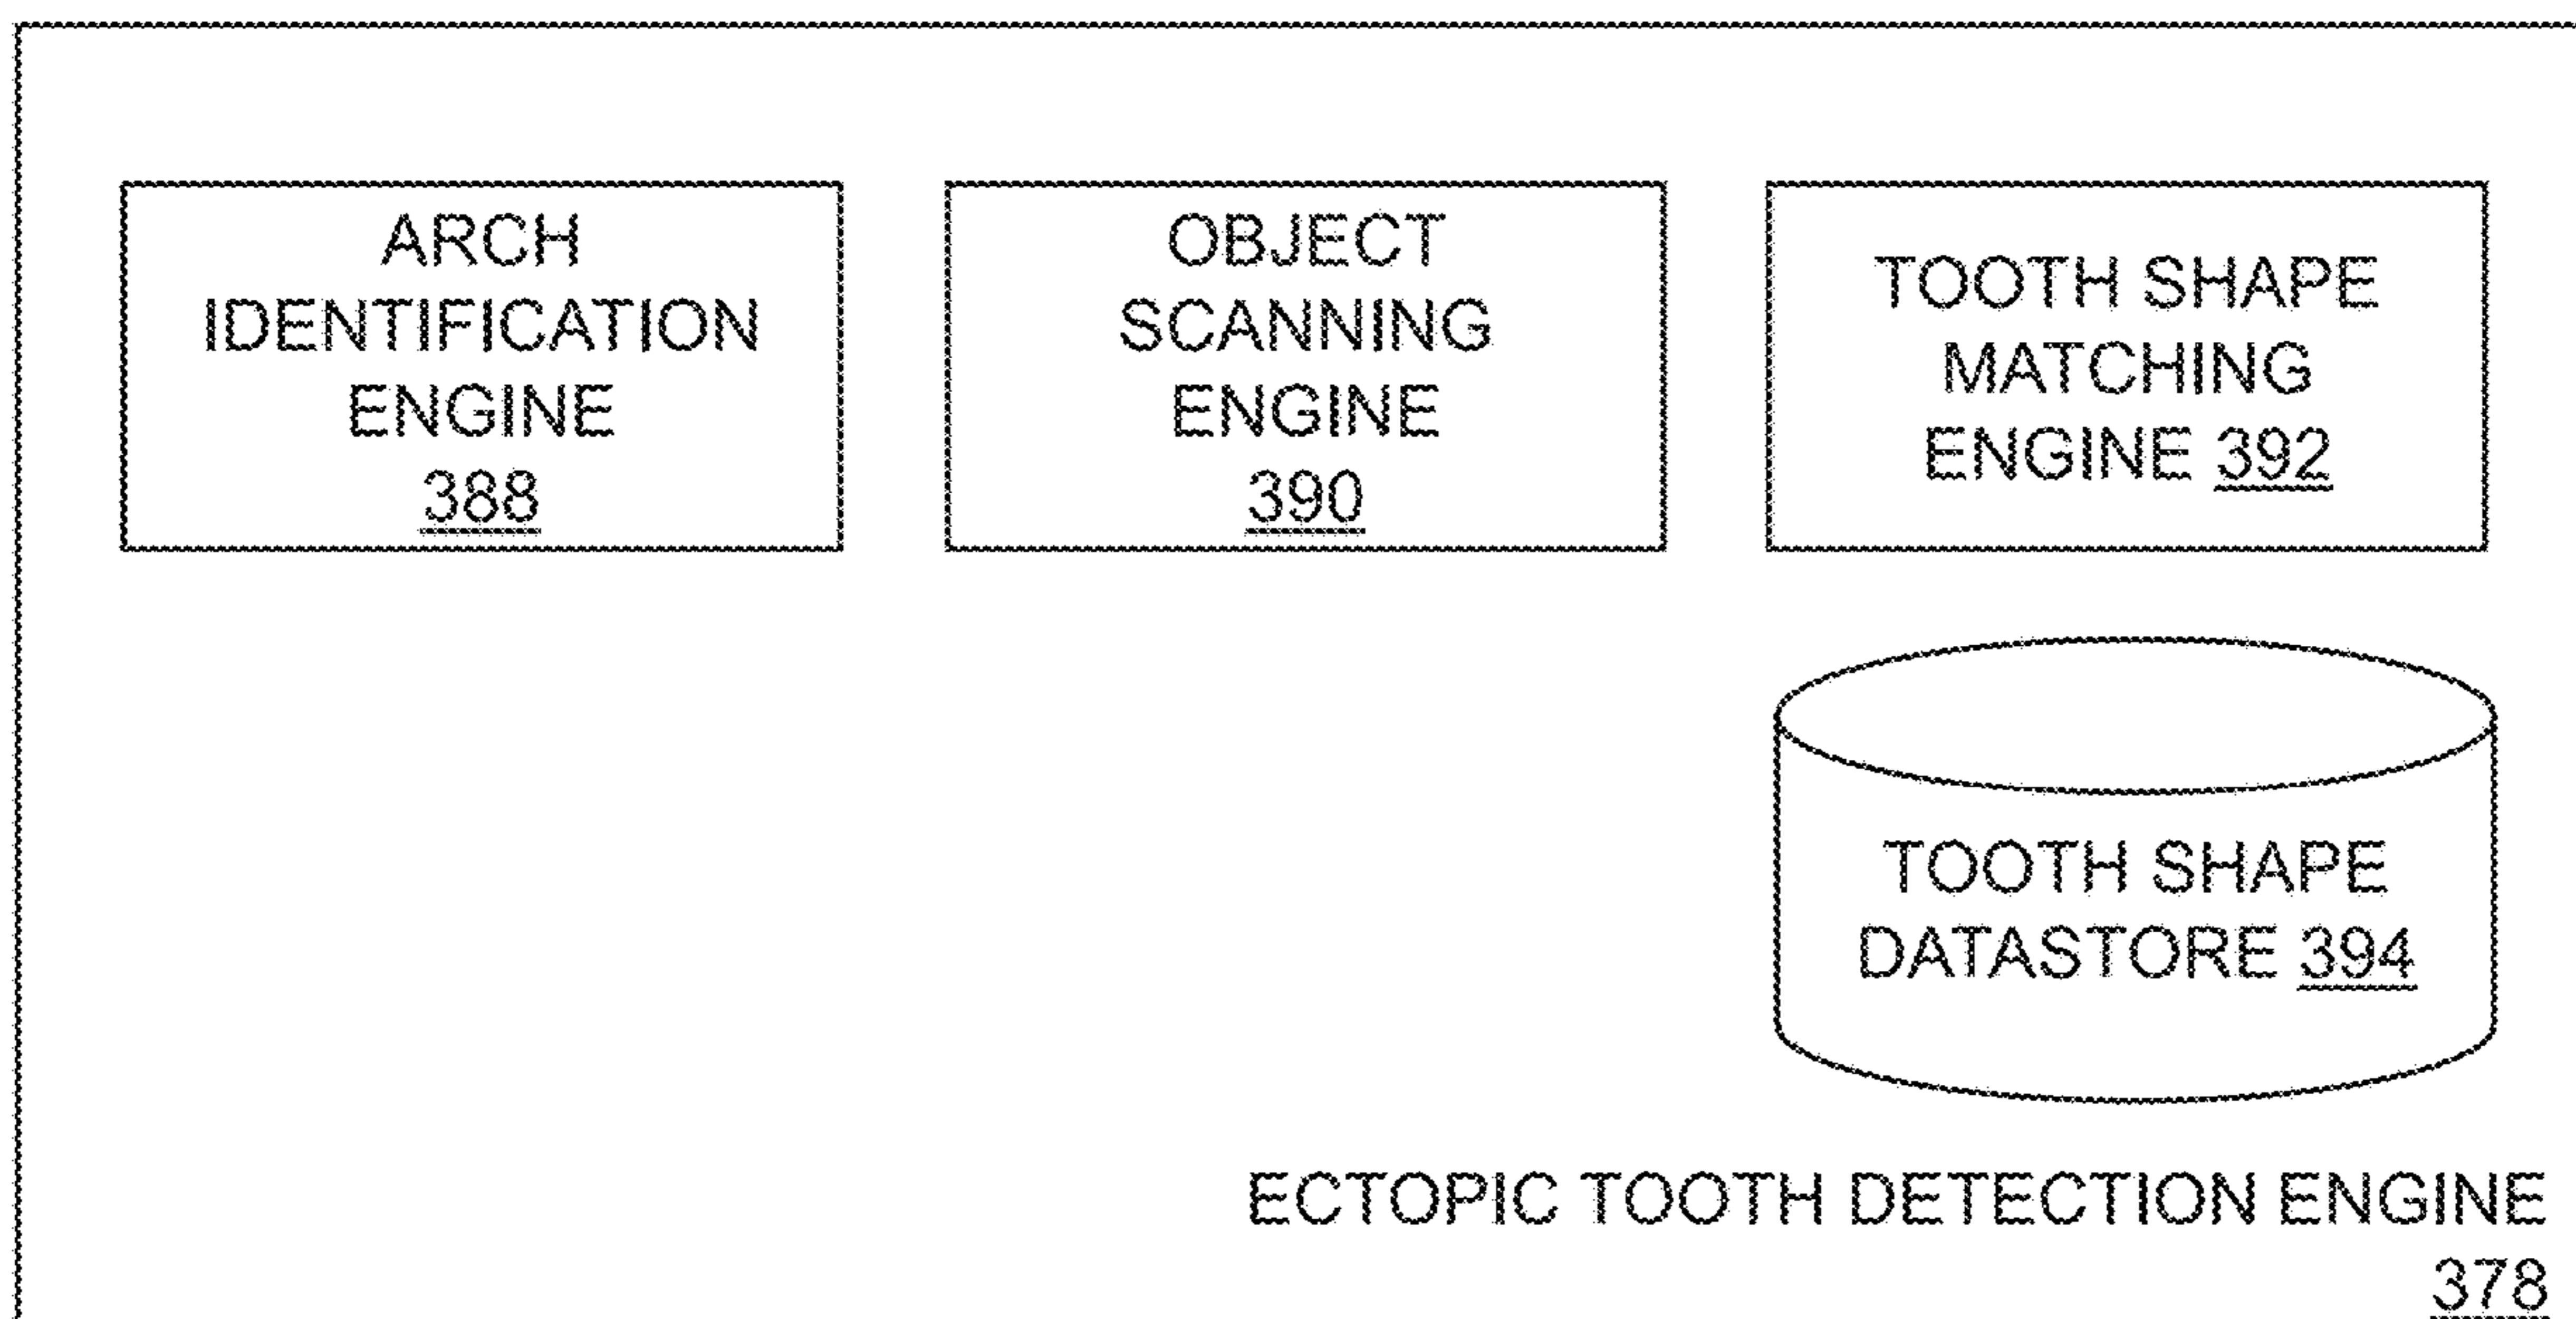 ARCH
IDENTIFICATION
ENGINE
388
OBJECT
SCANNING
ENGINE
390
TOOTH SHAPE
MATCHING
ENGINE 392
TOOTH SHAPE
DATASTORE 394
ECTOPIC TOOTH DETECTION ENGINE
378